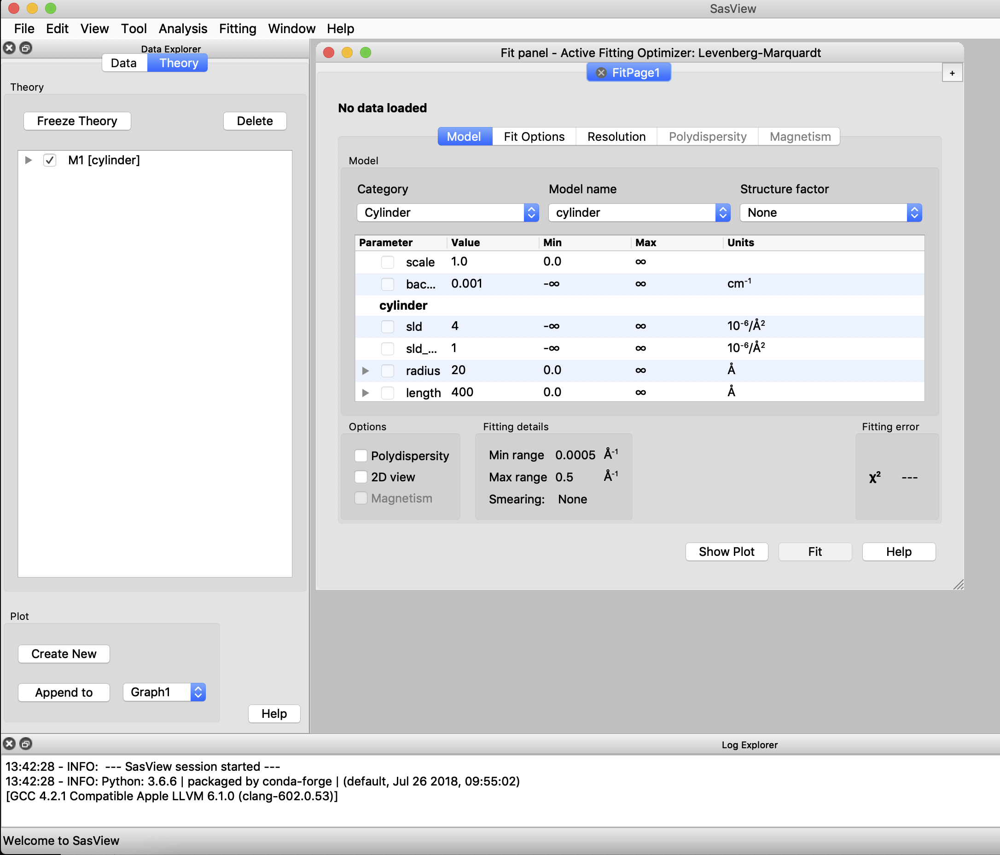 SasView
File Edit View Tool Analysis Fitting Window Help
Data Explorer
Data Theory
Theory
Freeze Theory Delete
M1 [cylinder]
Plot
Create New
Append to Graph1
Help
Fit panel - Active Fitting Optimizer: Levenberg-Marquardt
FitPage1
+
No data loaded
Model Fit Options Resolution Polydispersity Magnetism
Model
Category Model name Structure factor
Cylinder cylinder None
Parameter Value Min Max Units
scale 1.0 0.0 ∞
bac... 0.001 -∞ ∞ cm⁻¹
cylinder
sld 4 -∞ ∞ 10⁻⁶/Å²
sld_... 1 -∞ ∞ 10⁻⁶/Å²
radius 20 0.0 ∞ Å
length 400 0.0 ∞ Å
Options Fitting details Fitting error
Polydispersity Min range 0.0005 Å⁻¹
2D view Max range 0.5 Å⁻¹ χ² ---
Magnetism Smearing: None
Show Plot Fit Help
Log Explorer
13:42:28 - INFO: --- SasView session started ---
13:42:28 - INFO: Python: 3.6.6 | packaged by conda-forge | (default, Jul 26 2018, 09:55:02)
[GCC 4.2.1 Compatible Apple LLVM 6.1.0 (clang-602.0.53)]
Welcome to SasView